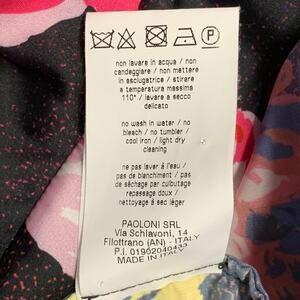 P
non lavare in acqua / non
candeggiare / non mettere
in asciugatrice / stirare
a temperatura massima
110° / lavare a secco
delicato
no wash in water / no
bleach / no tumbler /
cool iron / light dry
cleaning
ne pas laver à l'eau /
pas de blanchiment / pas
de séchage par culbutage
repassage doux /
nettoyage à sec léger
PAOLONI SRL
Via Schiavoni, 14
Filottrano (AN) - ITALY
P.I. 01902040433
MADE IN ITALY